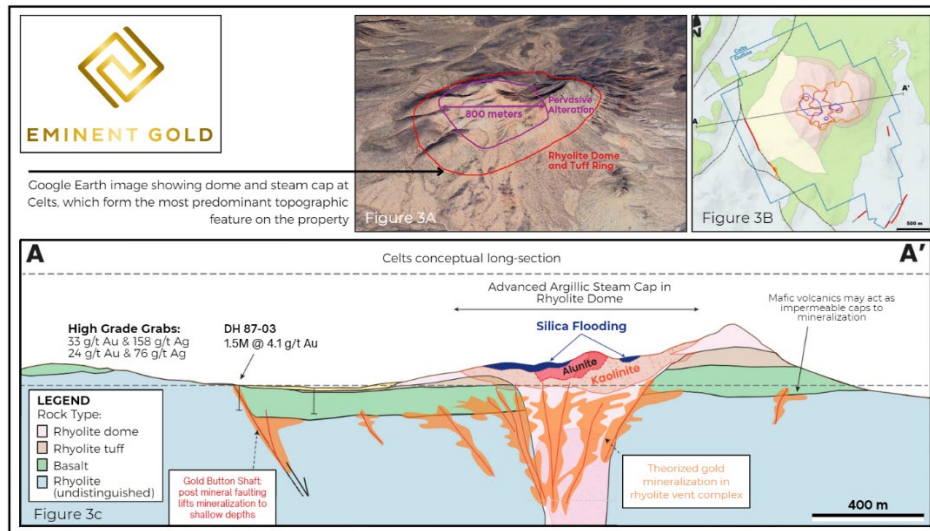 EMINENT GOLD
Google Earth image showing dome and steam cap at
Celts, which form the most predominant topographic
feature on the property
800 meters
Pervasive
Alteration
Rhyolite Dome
and Tuff Ring
Figure 3A
N
Celts
Outline
A
A'
Figure 3B
500 m
A
A'
Celts conceptual long-section
Advanced Argillic Steam Cap in
Rhyolite Dome
Mafic volcanics may act as
impermeable caps to
mineralization
High Grade Grabs:
33 g/t Au & 158 g/t Ag
24 g/t Au & 76 g/t Ag
DH 87-03
1.5M @ 4.1 g/t Au
Silica Flooding
Alunite
Kaolinite
LEGEND
Rock Type:
Rhyolite dome
Rhyolite tuff
Basalt
Rhyolite
(undistinguished)
Gold Button Shaft:
post mineral faulting
lifts mineralization to
shallow depths
Theorized gold
mineralization in
rhyolite vent complex
Figure 3c
400 m